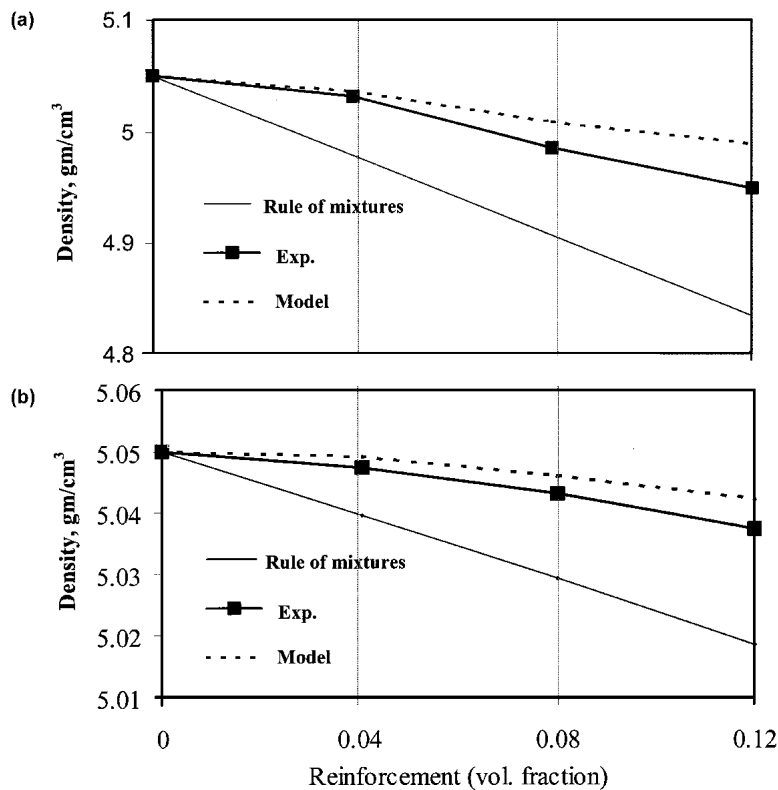 (a)
5.1
5
4.9
4.8
Density, gm/cm³
Rule of mixtures
Exp.
Model
(b)
5.06
5.05
5.04
5.03
5.02
5.01
Density, gm/cm³
Rule of mixtures
Exp.
Model
0 0.04 0.08 0.12
Reinforcement (vol. fraction)